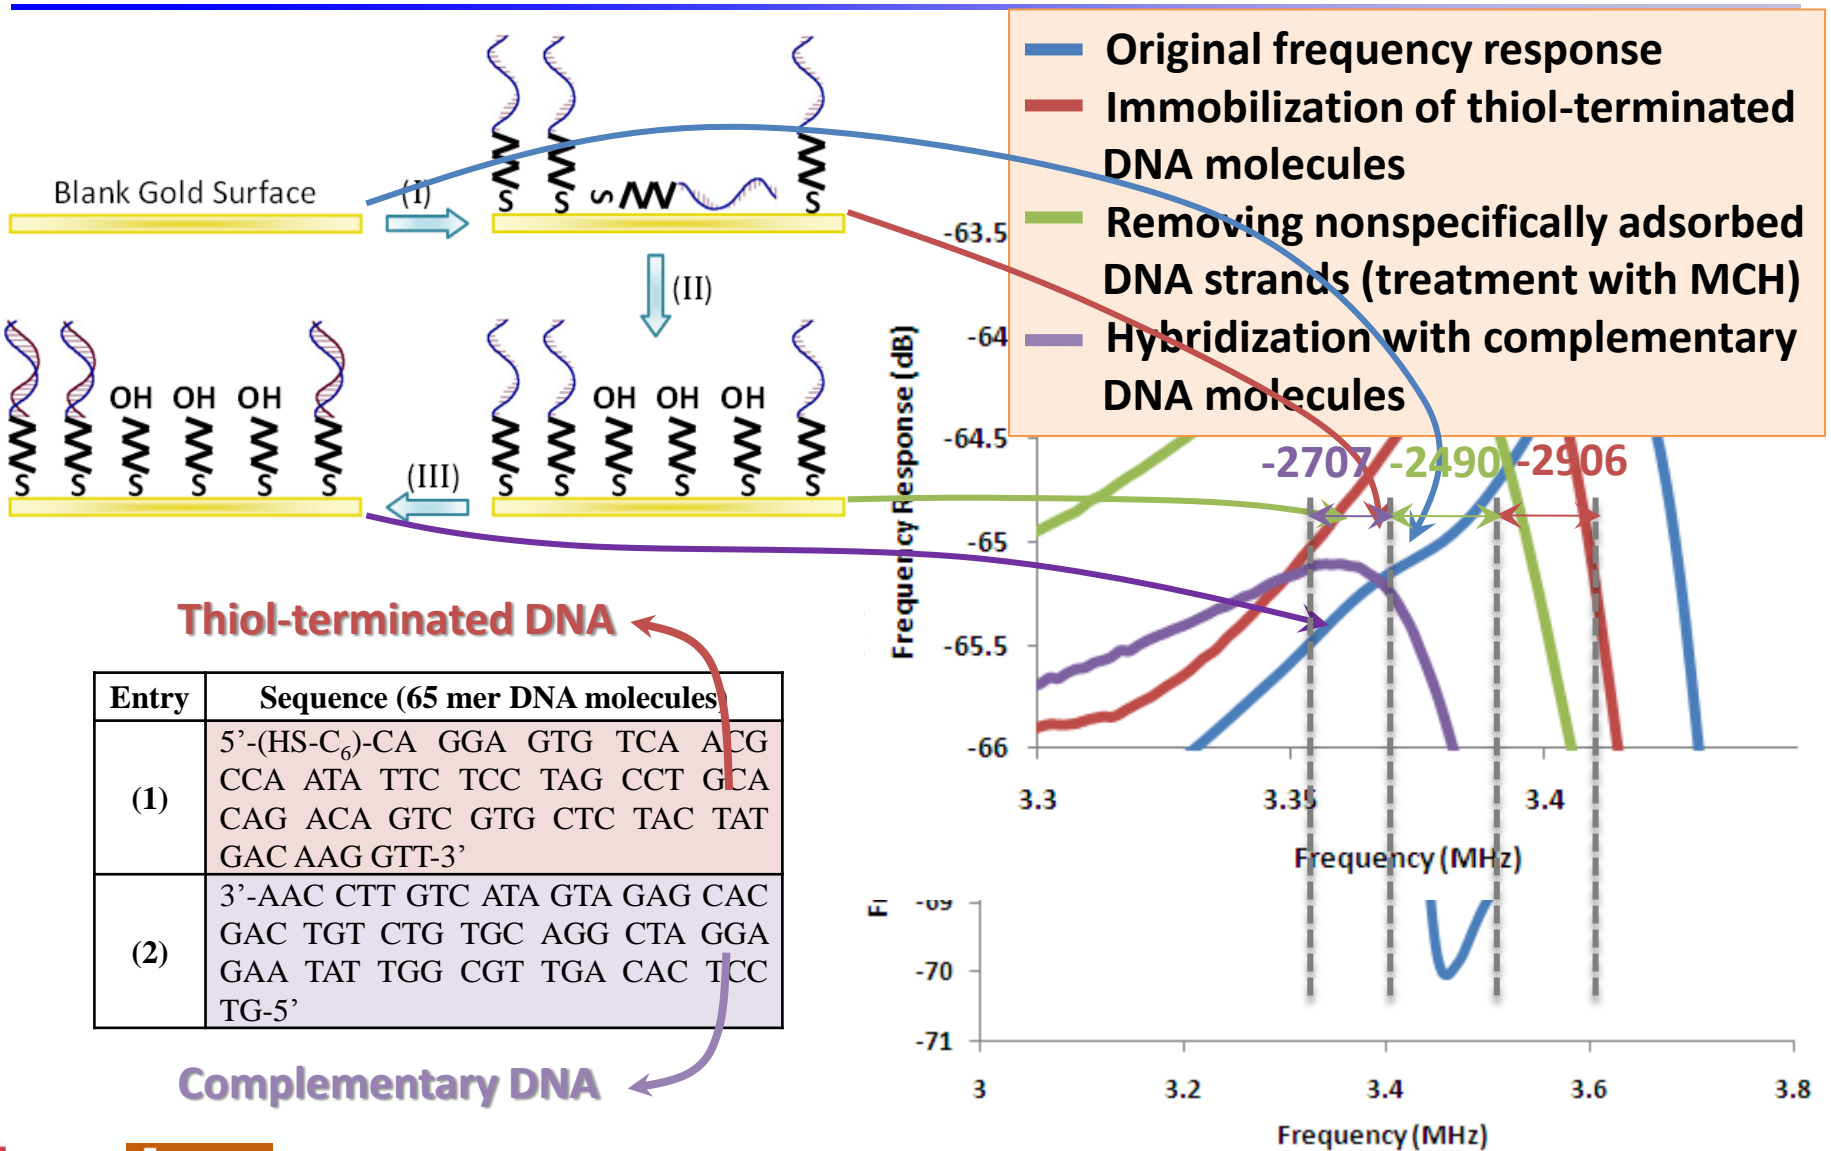 Original frequency response
Immobilization of thiol-terminated
DNA molecules
Removing nonspecifically adsorbed
DNA strands (treatment with MCH)
Hybridization with complementary
DNA molecules
Blank Gold Surface
(I)
S S S S
(II)
OH OH OH
S S S S S S
(III)
OH OH OH
S S S S S S
-63.5
-64
-64.5
-65
-65.5
-66
Frequency Response (dB)
-2707 -2490 -2906
3.3 3.35 3.4
Frequency (MHz)
-69
-70
-71
3 3.2 3.4 3.6 3.8
Frequency (MHz)
Thiol-terminated DNA
Entry Sequence (65 mer DNA molecules)
(1)
5’-(HS-C6)-CA GGA GTG TCA ACG
CCA ATA TTC TCC TAG CCT GCA
CAG ACA GTC GTG CTC TAC TAT
GAC AAG GTT-3’
(2)
3’-AAC CTT GTC ATA GTA GAG CAC
GAC TGT CTG TGC AGG CTA GGA
GAA TAT TGG CGT TGA CAC TCC
TG-5’
Complementary DNA